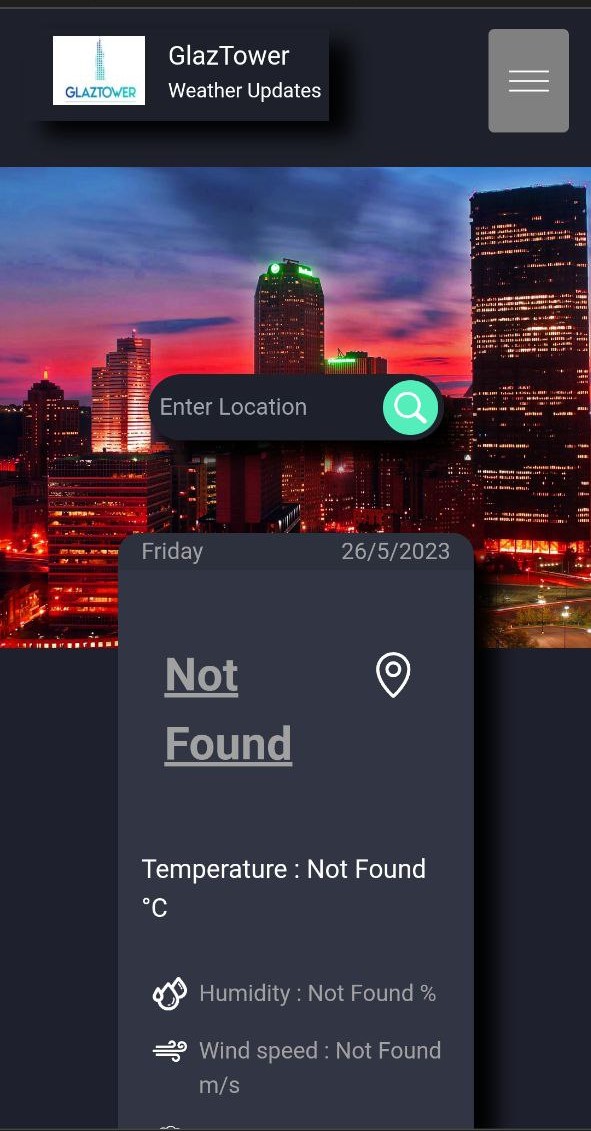 GLAZTOWER
GlazTower
Weather Updates
Enter Location
Friday
26/5/2023
Not
Found
Temperature : Not Found
°C
Humidity : Not Found %
Wind speed : Not Found
m/s